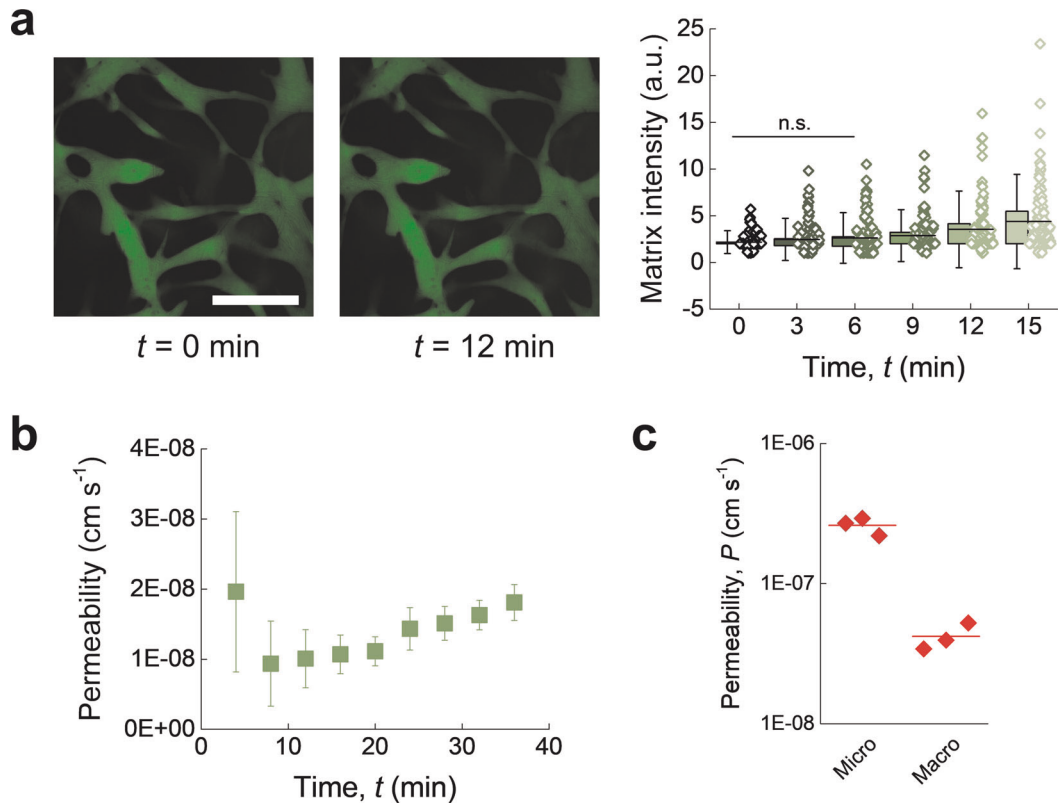 a
t = 0 min
t = 12 min
Matrix intensity (a.u.)
25
20
15
10
5
0
-5
n.s.
0 3 6 9 12 15
Time, t (min)
b
Permeability (cm s⁻¹)
4E-08
3E-08
2E-08
1E-08
0E+00
0 10 20 30 40
Time, t (min)
c
Permeability, P (cm s⁻¹)
1E-06
1E-07
1E-08
Micro
Macro